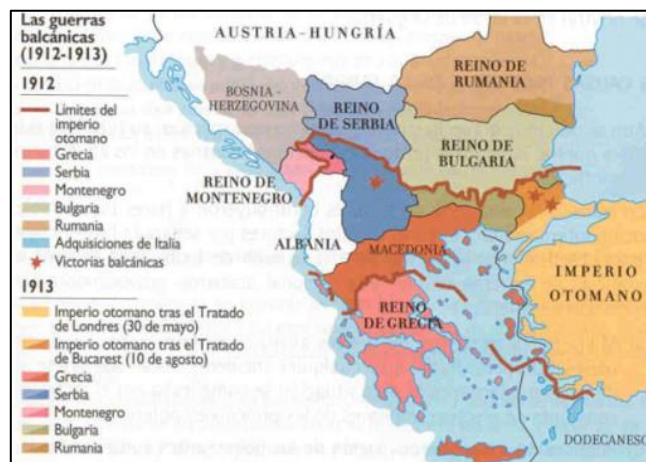 Las guerras
balcánicas
(1912-1913)
1912
Límites del
imperio
otomano
Grecia
Serbia
Montenegro
Bulgaria
Rumania
Adquisiciones de Italia
Victorias balcánicas
1913
Imperio otomano tras el Tratado
de Londres (30 de mayo)
Imperio otomano tras el Tratado
de Bucarest (10 de agosto)
Grecia
Serbia
Montenegro
Bulgaria
Rumania
AUSTRIA-HUNGRÍA
BOSNIA-
HERZEGOVINA
REINO
DE SERBIA
REINO DE
RUMANIA
REINO DE
BULGARIA
REINO DE
MONTENEGRO
ALBANIA
MACEDONIA
REINO
DE GRECIA
IMPERIO
OTOMANO
DODECANESO